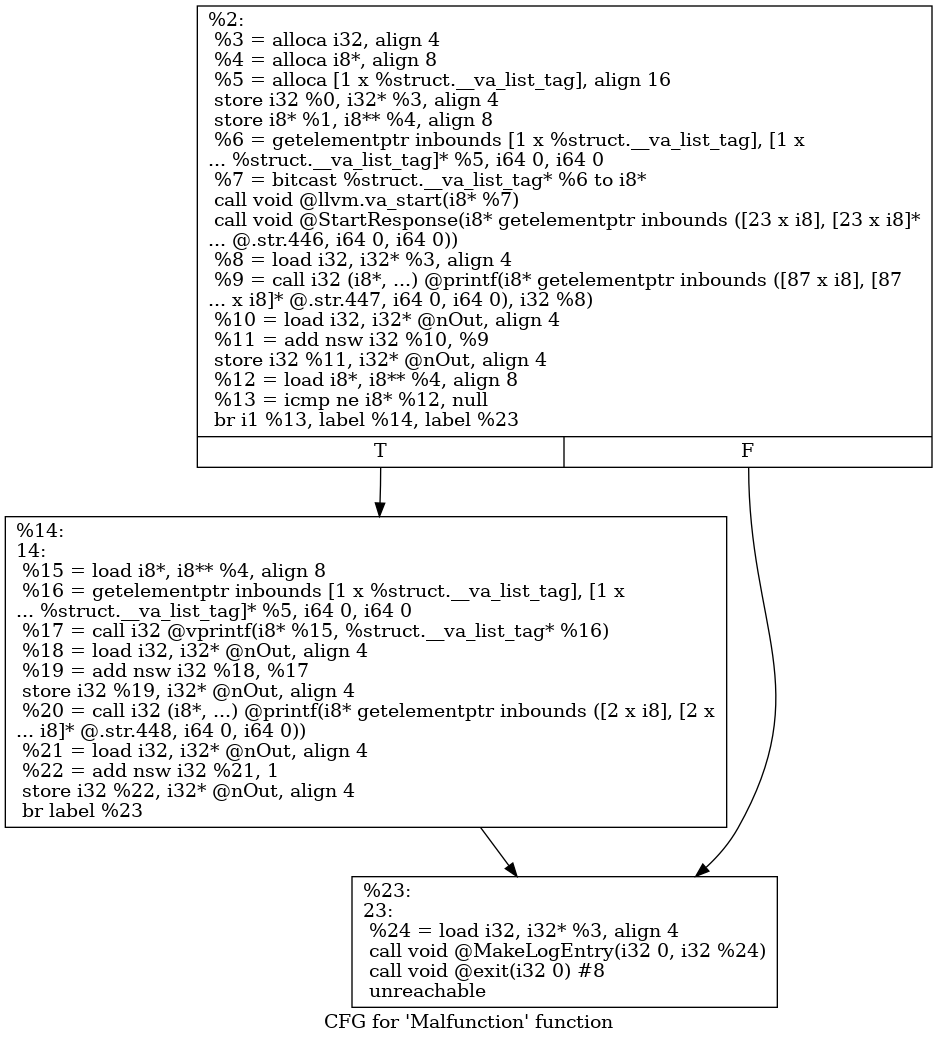 %2:
%3 = alloca i32, align 4
%4 = alloca i8*, align 8
%5 = alloca [1 x %struct.__va_list_tag], align 16
store i32 %0, i32* %3, align 4
store i8* %1, i8** %4, align 8
%6 = getelementptr inbounds [1 x %struct.__va_list_tag], [1 x
... %struct.__va_list_tag]* %5, i64 0, i64 0
%7 = bitcast %struct.__va_list_tag* %6 to i8*
call void @llvm.va_start(i8* %7)
call void @StartResponse(i8* getelementptr inbounds ([23 x i8], [23 x i8]*
... @.str.446, i64 0, i64 0))
%8 = load i32, i32* %3, align 4
%9 = call i32 (i8*, ...) @printf(i8* getelementptr inbounds ([87 x i8], [87
... x i8]* @.str.447, i64 0, i64 0), i32 %8)
%10 = load i32, i32* @nOut, align 4
%11 = add nsw i32 %10, %9
store i32 %11, i32* @nOut, align 4
%12 = load i8*, i8** %4, align 8
%13 = icmp ne i8* %12, null
br i1 %13, label %14, label %23
T
F
%14:
14:
%15 = load i8*, i8** %4, align 8
%16 = getelementptr inbounds [1 x %struct.__va_list_tag], [1 x
... %struct.__va_list_tag]* %5, i64 0, i64 0
%17 = call i32 @vprintf(i8* %15, %struct.__va_list_tag* %16)
%18 = load i32, i32* @nOut, align 4
%19 = add nsw i32 %18, %17
store i32 %19, i32* @nOut, align 4
%20 = call i32 (i8*, ...) @printf(i8* getelementptr inbounds ([2 x i8], [2 x
... i8]* @.str.448, i64 0, i64 0))
%21 = load i32, i32* @nOut, align 4
%22 = add nsw i32 %21, 1
store i32 %22, i32* @nOut, align 4
br label %23
%23:
23:
%24 = load i32, i32* %3, align 4
call void @MakeLogEntry(i32 0, i32 %24)
call void @exit(i32 0) #8
unreachable
CFG for 'Malfunction' function